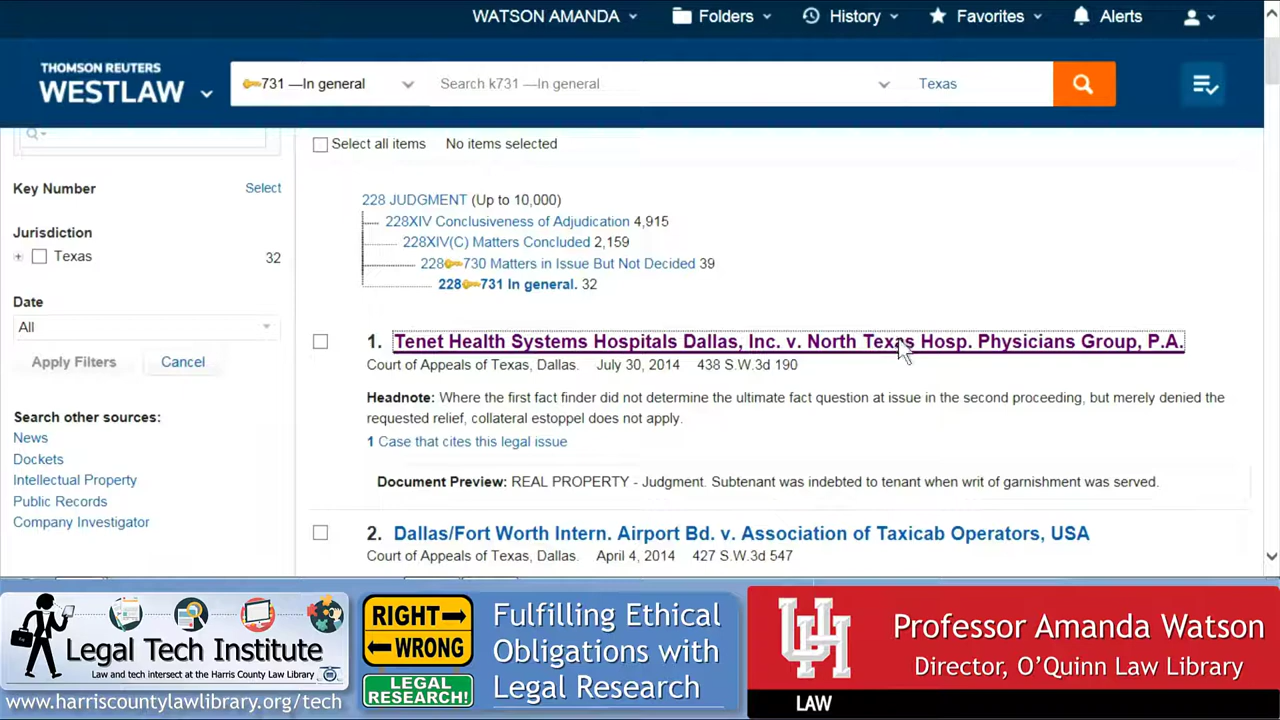 WATSON AMANDA
Folders
History
Favorites
Alerts
THOMSON REUTERS
WESTLAW
731 —In general
Search k731 —In general
Texas
Select all items
No items selected
Key Number
Select
Jurisdiction
Texas
32
Date
All
Apply Filters
Cancel
Search other sources:
News
Dockets
Intellectual Property
Public Records
Company Investigator
228 JUDGMENT (Up to 10,000)
228XIV Conclusiveness of Adjudication 4,915
228XIV(C) Matters Concluded 2,159
228 730 Matters in Issue But Not Decided 39
228 731 In general. 32
1. Tenet Health Systems Hospitals Dallas, Inc. v. North Texas Hosp. Physicians Group, P.A.
Court of Appeals of Texas, Dallas. July 30, 2014 438 S.W.3d 190
Headnote: Where the first fact finder did not determine the ultimate fact question at issue in the second proceeding, but merely denied the
requested relief, collateral estoppel does not apply.
1 Case that cites this legal issue
Document Preview: REAL PROPERTY - Judgment. Subtenant was indebted to tenant when writ of garnishment was served.
2. Dallas/Fort Worth Intern. Airport Bd. v. Association of Taxicab Operators, USA
Court of Appeals of Texas, Dallas. April 4, 2014 427 S.W.3d 547
Legal Tech Institute
Law and tech intersect at the Harris County Law Library
www.harriscountylawlibrary.org/tech
RIGHT
WRONG
LEGAL
RESEARCH!
Fulfilling Ethical
Obligations with
Legal Research
UH
LAW
Professor Amanda Watson
Director, O'Quinn Law Library